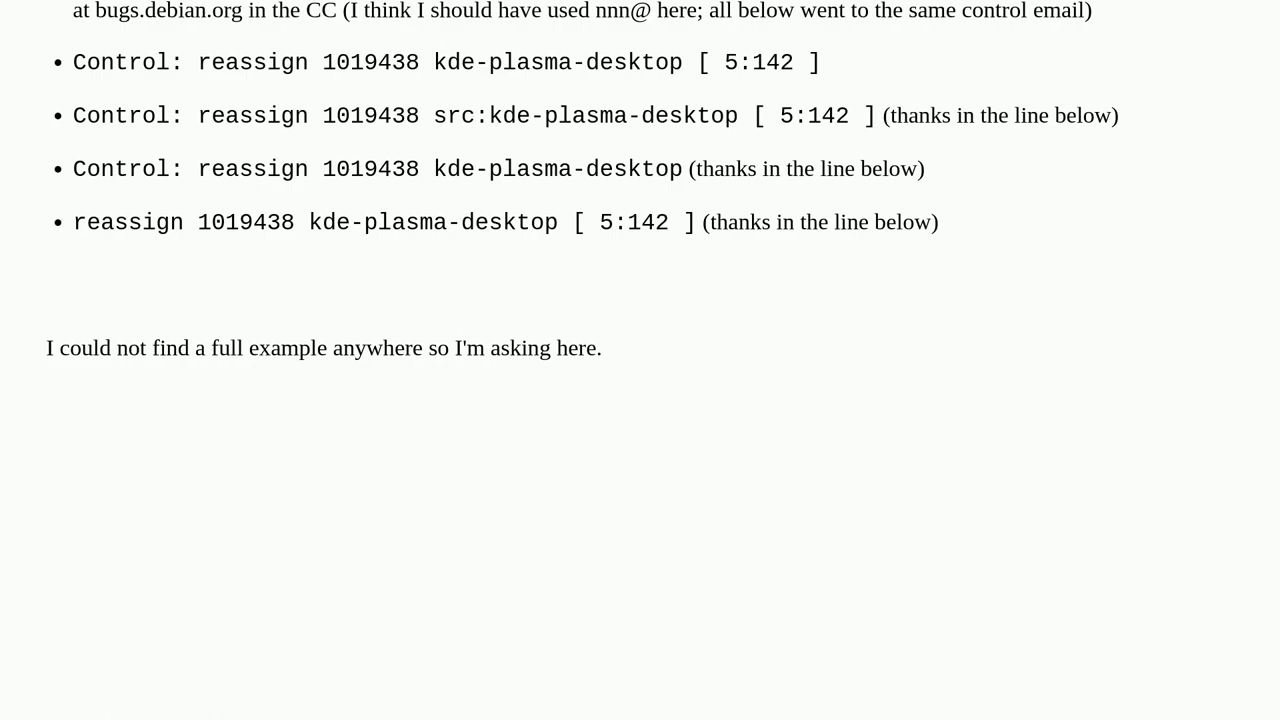 at bugs.debian.org in the CC (I think I should have used nnn@ here; all below went to the same control email)
• Control: reassign 1019438 kde-plasma-desktop [ 5:142 ]
• Control: reassign 1019438 src:kde-plasma-desktop [ 5:142 ] (thanks in the line below)
• Control: reassign 1019438 kde-plasma-desktop (thanks in the line below)
• reassign 1019438 kde-plasma-desktop [ 5:142 ] (thanks in the line below)
I could not find a full example anywhere so I'm asking here.